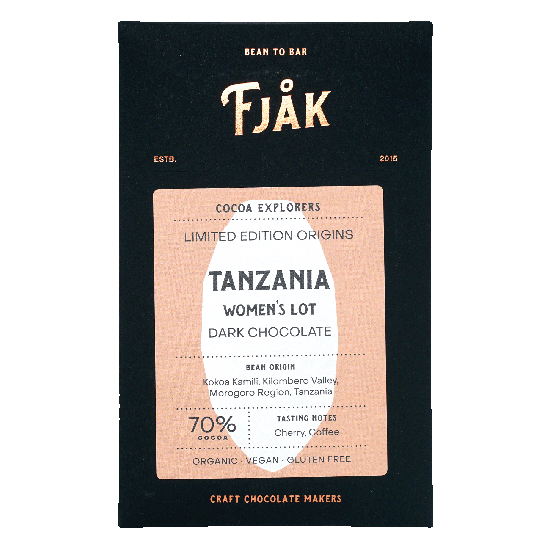 BEAN TO BAR
FJÅK
ESTB. 2015
COCOA EXPLORERS
LIMITED EDITION ORIGINS
TANZANIA
WOMEN'S LOT
DARK CHOCOLATE
BEAN ORIGIN
Kokoa Kamili, Kilombero Valley,
Morogoro Region, Tanzania
70%
COCOA
TASTING NOTES
Cherry, Coffee
ORGANIC · VEGAN · GLUTEN FREE
CRAFT CHOCOLATE MAKERS